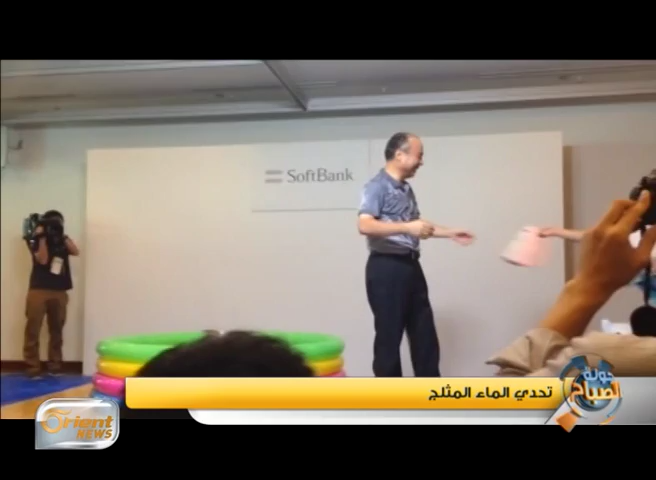 SoftBank
تحدي الماء المثلج
جولة
الصباح
Orient
NEWS